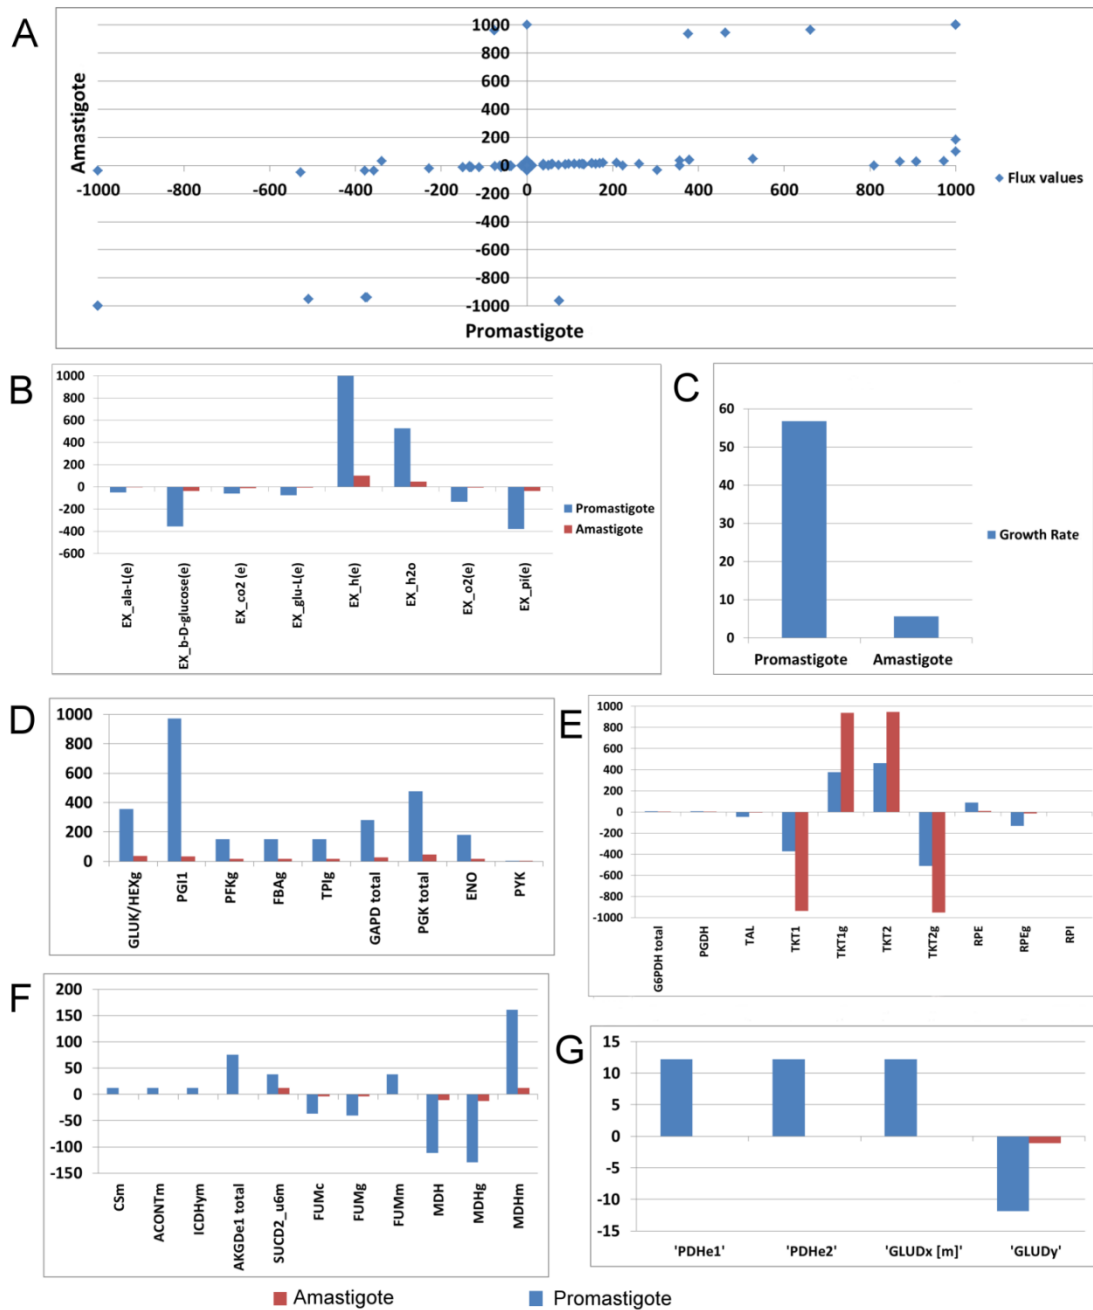 A
Amastigote
1000
800
600
400
200
0
-1000 -800 -600 -400 -200 0 200 400 600 800 1000
-200
-400
-600
-800
-1000
Promastigote
Flux values
B
1000
800
600
400
200
0
-200
-400
-600
EX_ala-L(e)
EX_b-D-glucose(e)
EX_co2 (e)
EX_glu-L(e)
EX_h(e)
EX_h2o
EX_o2(e)
EX_pi(e)
Promastigote
Amastigote
C
60
50
40
30
20
10
0
Promastigote Amastigote
Growth Rate
D
1000
800
600
400
200
0
GLUK/HEXg
PGI1
PFKg
FBAg
TPIg
GAPD total
PGK total
ENO
PYK
E
1000
800
600
400
200
0
-200
-400
-600
-800
-1000
G6PDH total
PGDH
TAL
TKT1
TKT1g
TKT2
TKT2g
RPE
RPEg
RPI
F
200
150
100
50
0
-50
-100
-150
CSm
ACONTm
ICDHym
AKGDe1 total
SUCD2_u6m
FUMc
FUMg
FUMm
MDH
MDHg
MDHm
G
15
10
5
0
-5
-10
-15
'PDHe1' 'PDHe2' 'GLUDx [m]' 'GLUDy'
Amastigote Promastigote